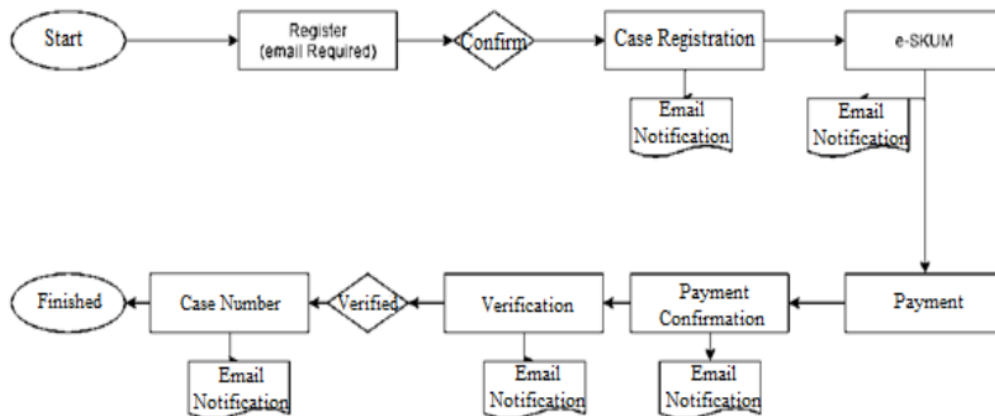 Start
Register
(email Required)
Confirm
Case Registration
e-SKUM
Email
Notification
Email
Notification
Finished
Case Number
Verified
Verification
Payment
Confirmation
Payment
Email
Notification
Email
Notification
Email
Notification